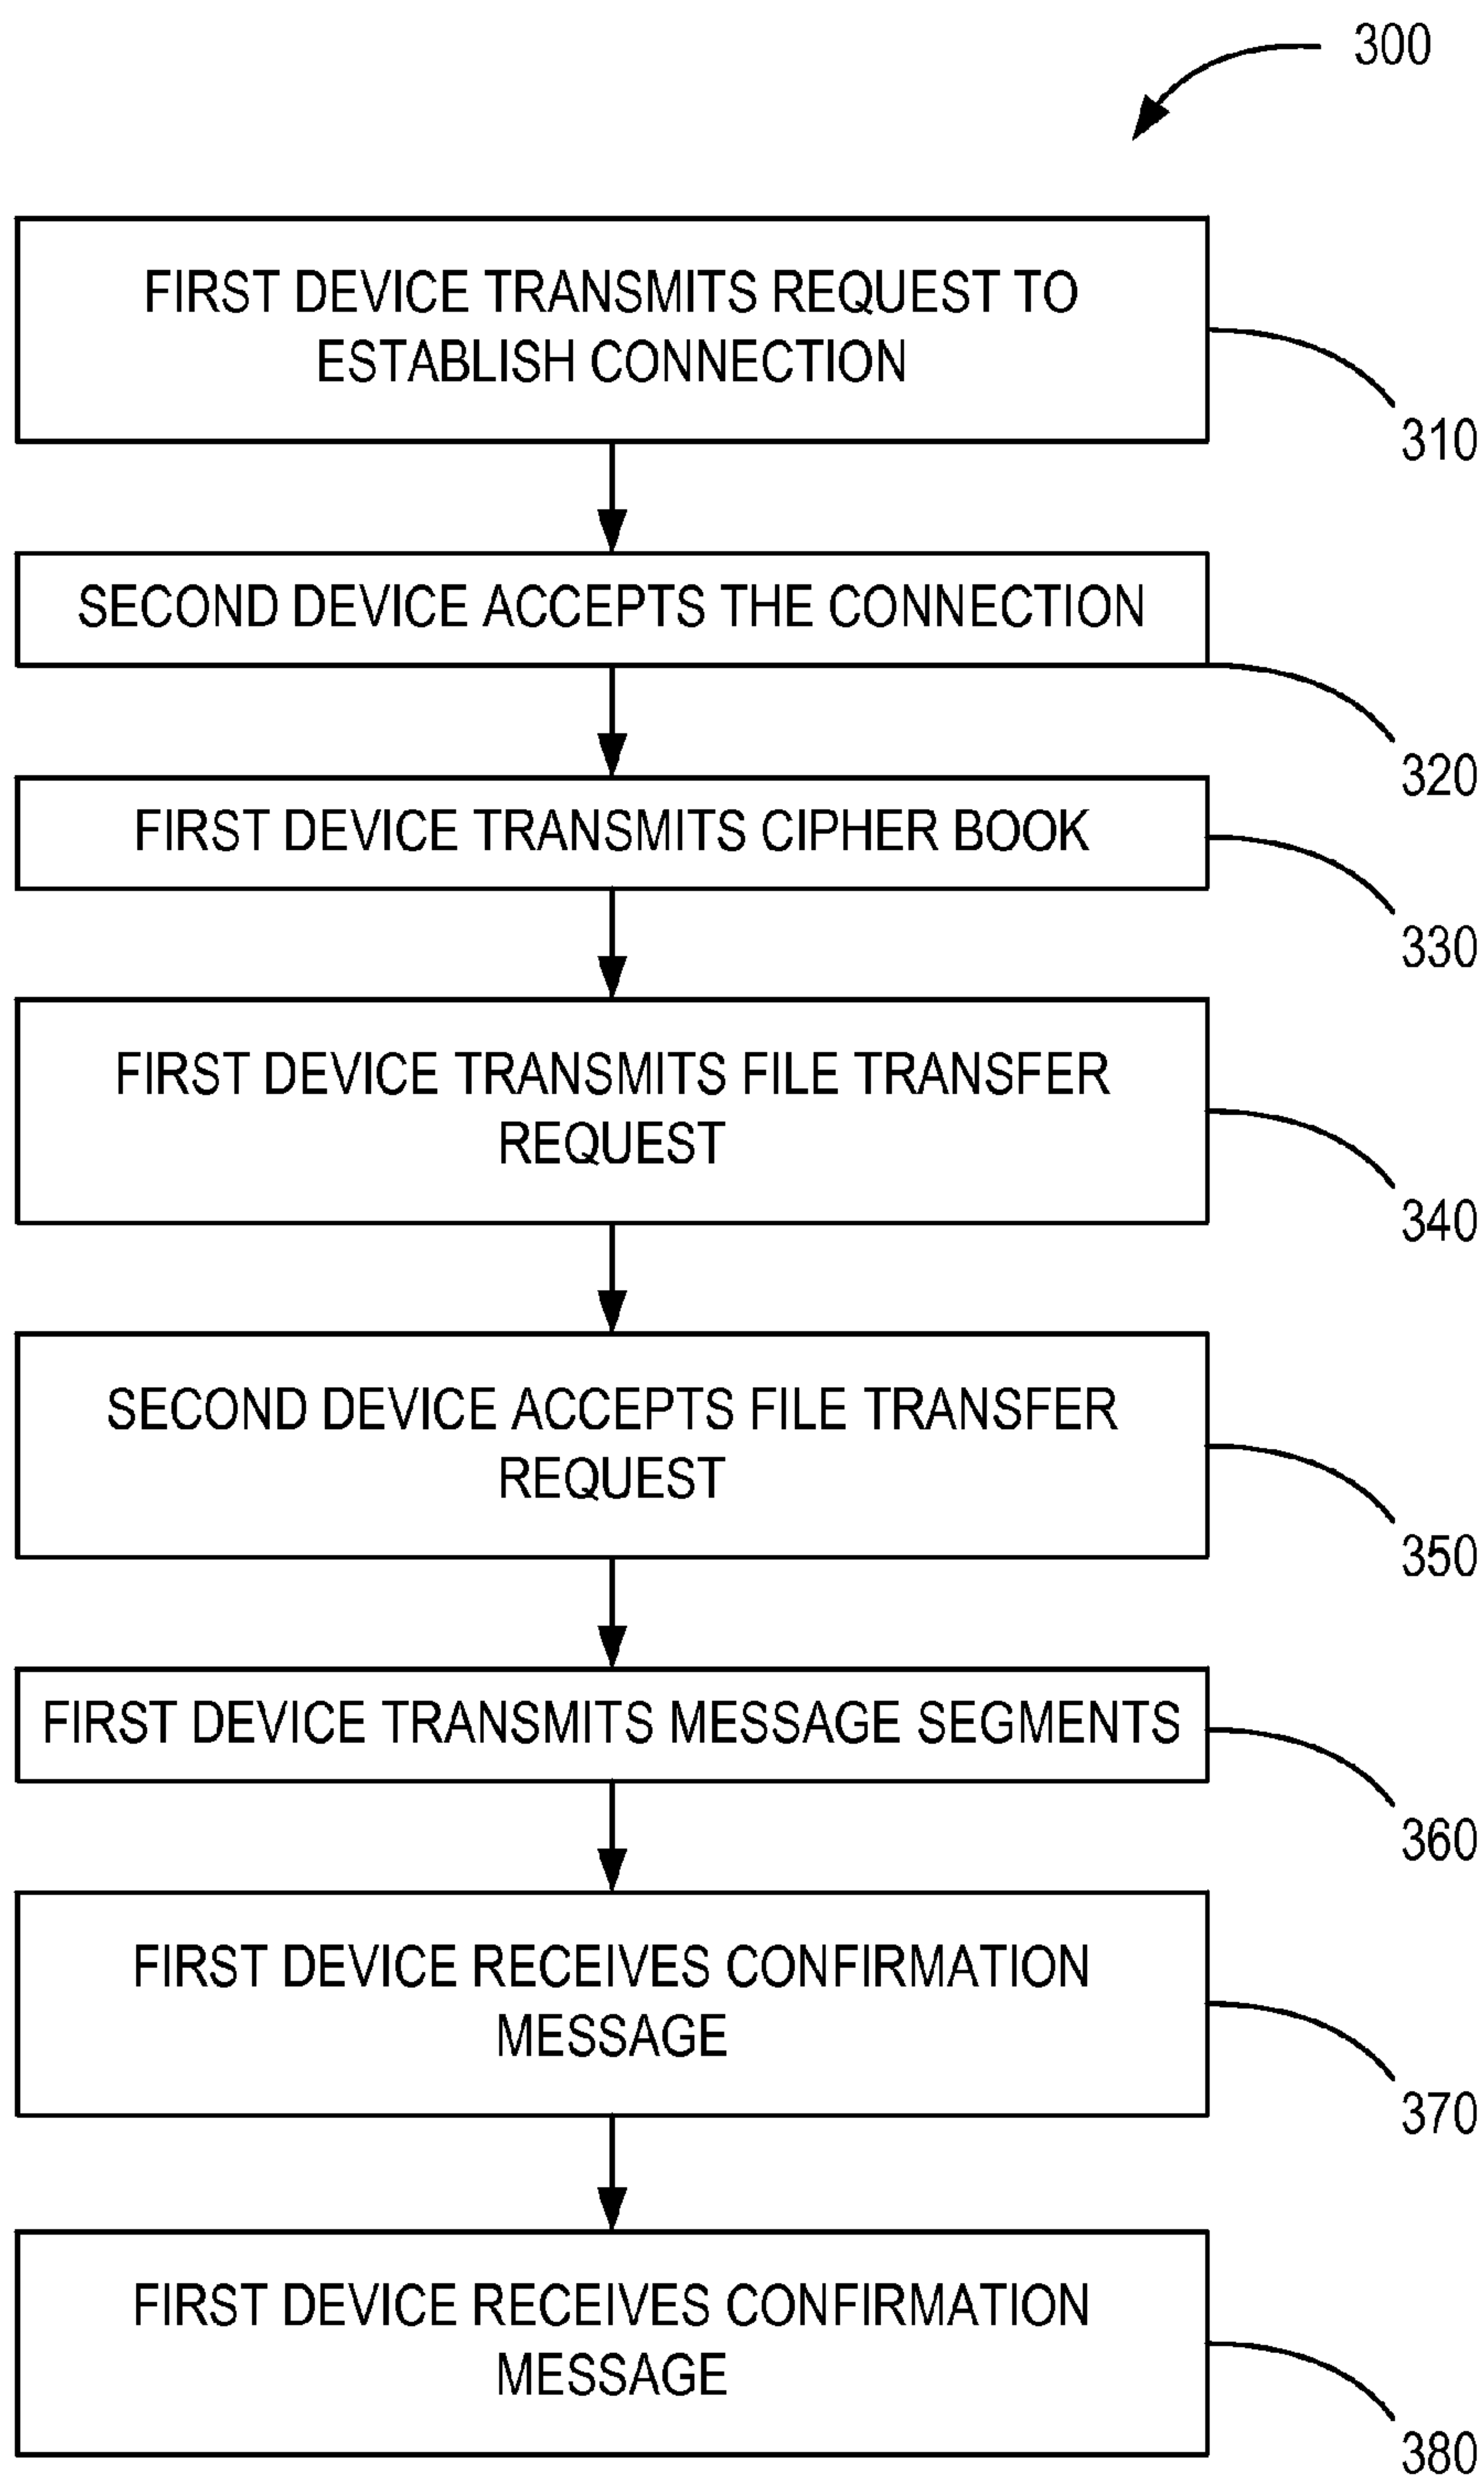 300
FIRST DEVICE TRANSMITS REQUEST TO
ESTABLISH CONNECTION
310
SECOND DEVICE ACCEPTS THE CONNECTION
320
FIRST DEVICE TRANSMITS CIPHER BOOK
330
FIRST DEVICE TRANSMITS FILE TRANSFER
REQUEST
340
SECOND DEVICE ACCEPTS FILE TRANSFER
REQUEST
350
FIRST DEVICE TRANSMITS MESSAGE SEGMENTS
360
FIRST DEVICE RECEIVES CONFIRMATION
MESSAGE
370
FIRST DEVICE RECEIVES CONFIRMATION
MESSAGE
380